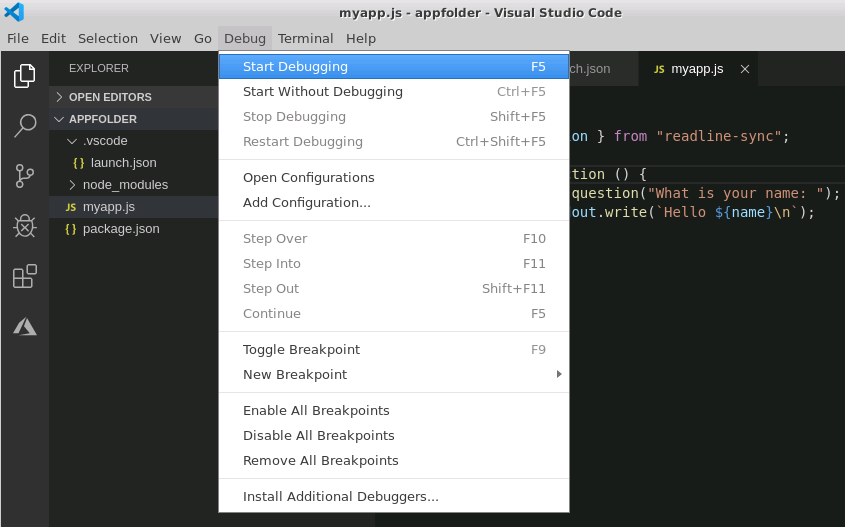 myapp.js - appfolder - Visual Studio Code
File Edit Selection View Go Debug Terminal Help
EXPLORER
OPEN EDITORS
APPFOLDER
.vscode
{} launch.json
node_modules
JS myapp.js
{} package.json
Start Debugging F5
Start Without Debugging Ctrl+F5
Stop Debugging Shift+F5
Restart Debugging Ctrl+Shift+F5
Open Configurations
Add Configuration...
Step Over F10
Step Into F11
Step Out Shift+F11
Continue F5
Toggle Breakpoint F9
New Breakpoint
Enable All Breakpoints
Disable All Breakpoints
Remove All Breakpoints
Install Additional Debuggers...
ch.json JS myapp.js
on } from "readline-sync";
tion () {
question("What is your name: ");
out.write(`Hello ${name}\n`);